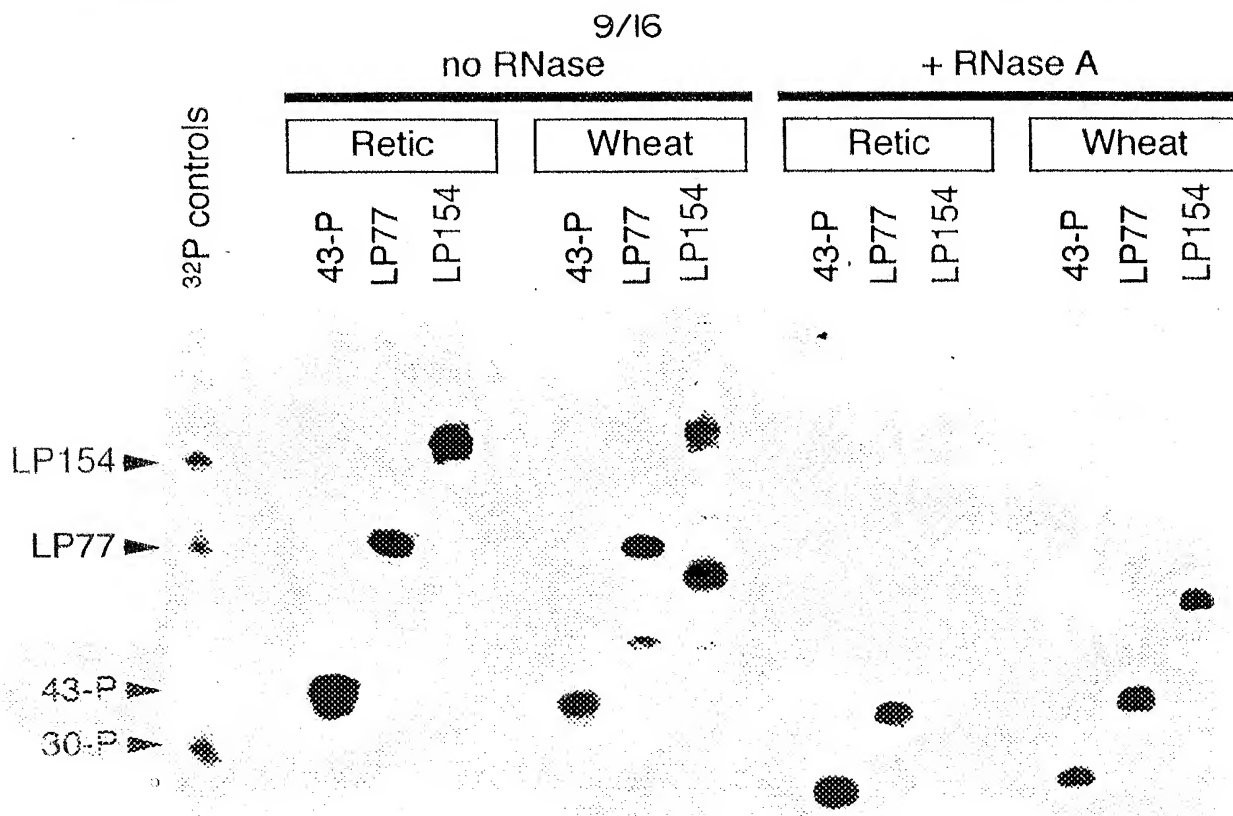 9/16
no RNase + RNase A
Retic Wheat Retic Wheat
³²P controls 43-P LP77 LP154 43-P LP77 LP154 43-P LP77 LP154 43-P LP77 LP154
LP154
LP77
43-P
30-P